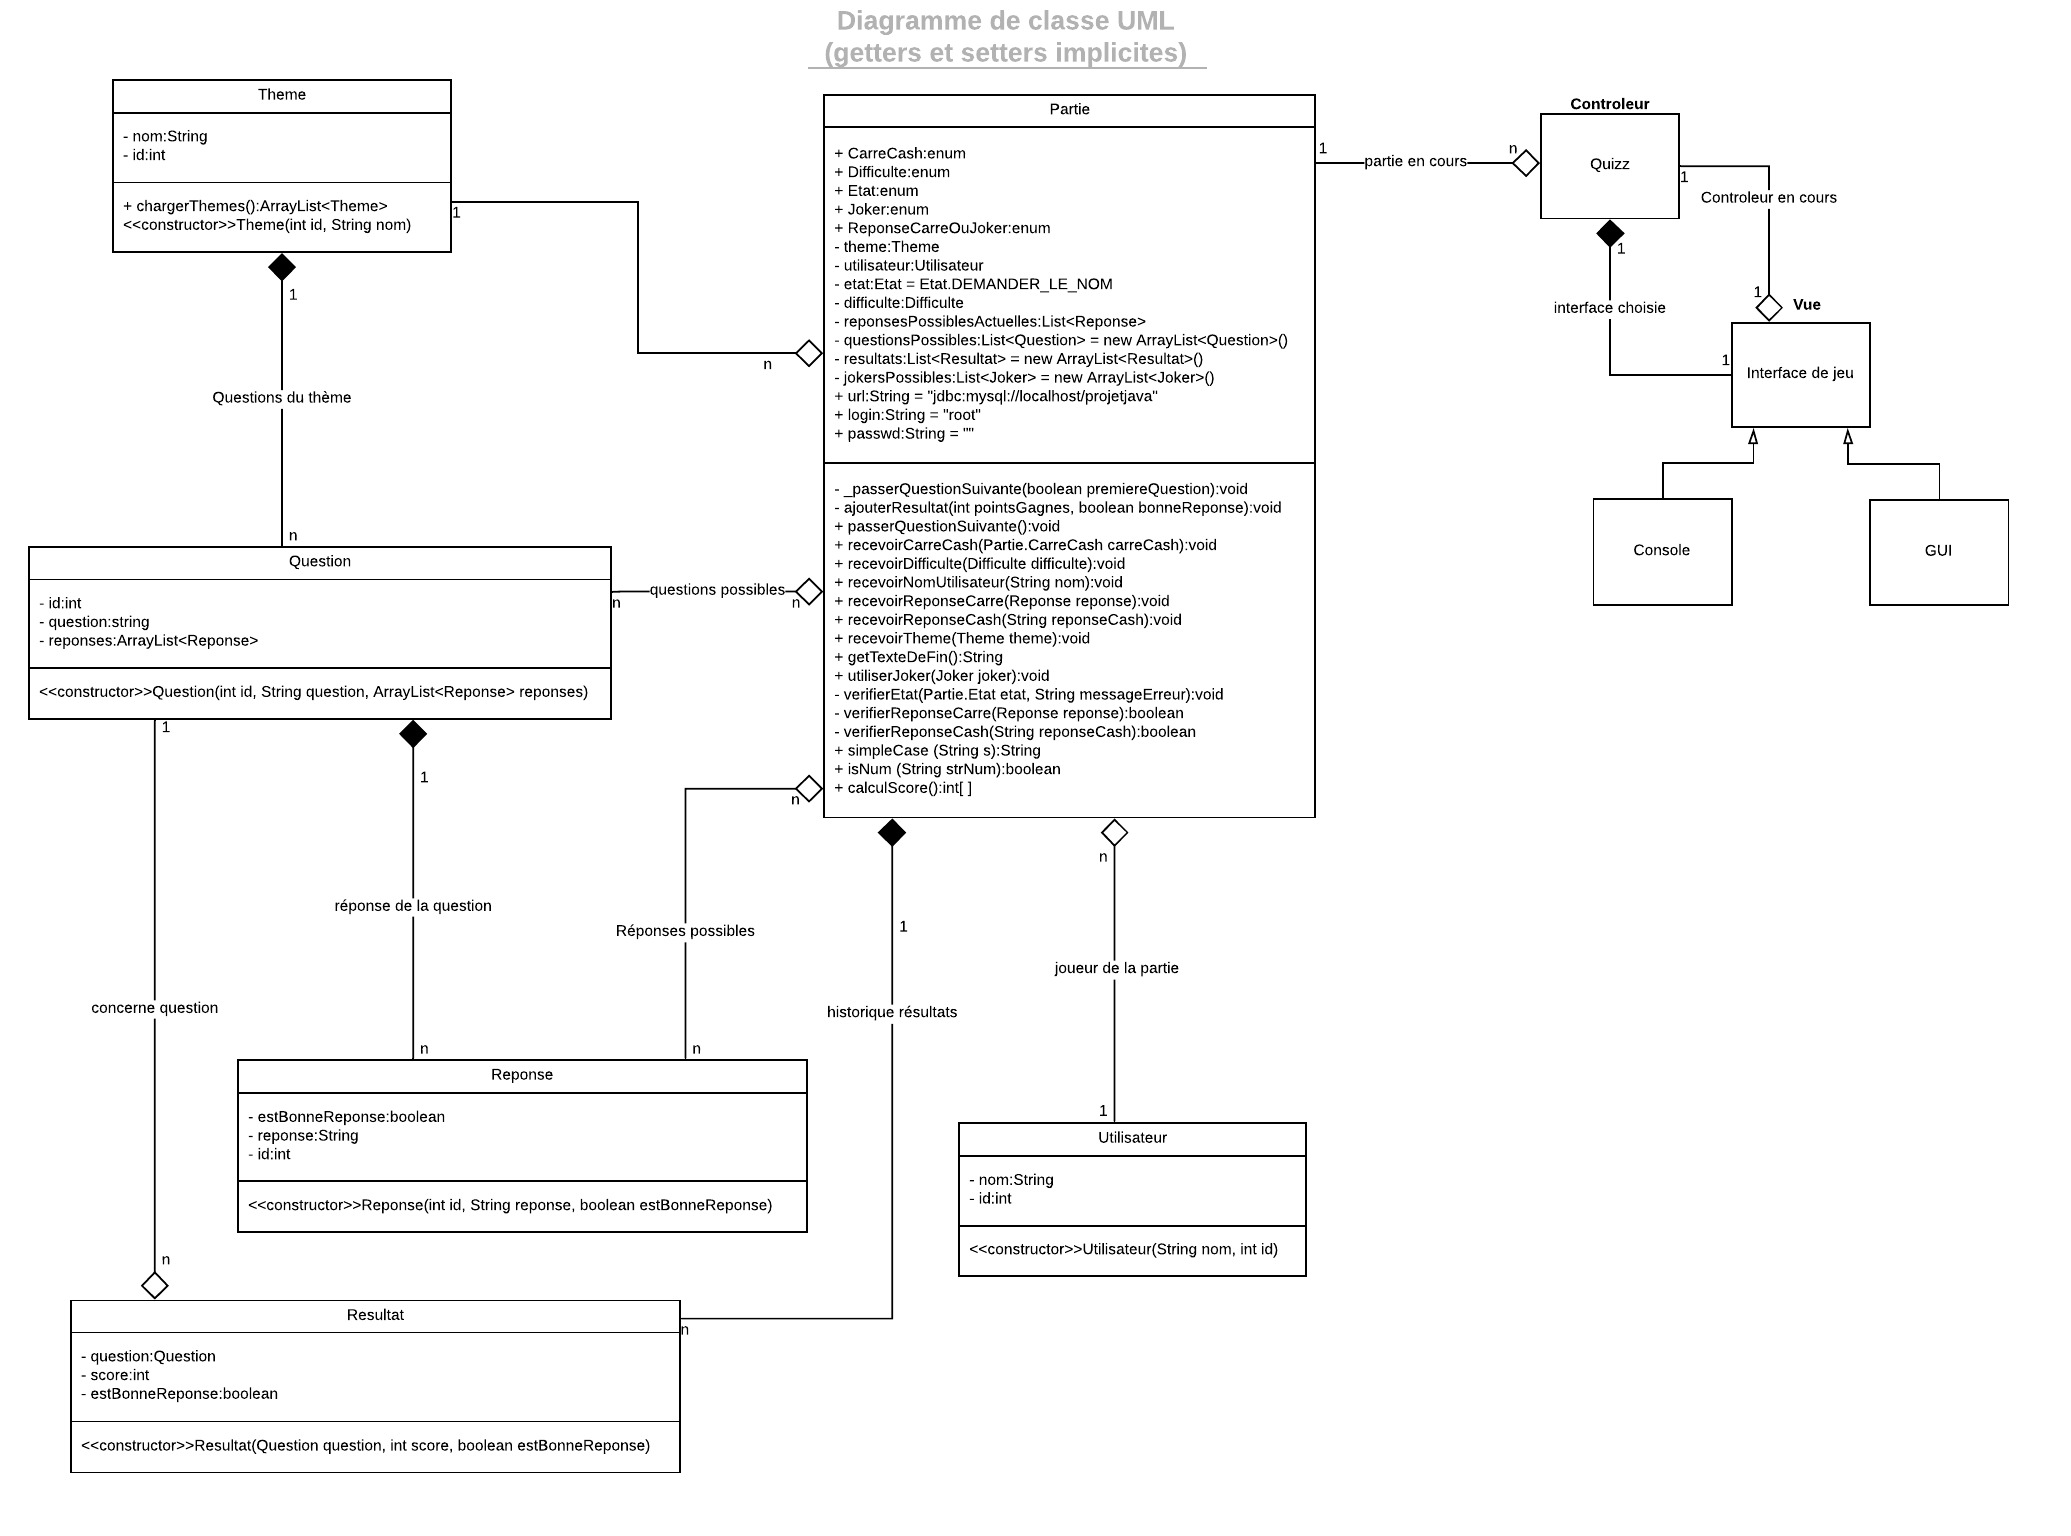 Diagramme de classe UML
(getters et setters implicites)
Theme
- nom:String
- id:int
+ chargerThemes():ArrayList<Theme>
<<constructor>>Theme(int id, String nom)
1
n
1
Questions du thème
n
Partie
+ CarreCash:enum
+ Difficulte:enum
+ Etat:enum
+ Joker:enum
+ ReponseCarreOuJoker:enum
- theme:Theme
- utilisateur:Utilisateur
- etat:Etat = Etat.DEMANDER_LE_NOM
- difficulte:Difficulte
- reponsesPossiblesActuelles:List<Reponse>
- questionsPossibles:List<Question> = new ArrayList<Question>()
- resultats:List<Resultat> = new ArrayList<Resultat>()
- jokersPossibles:List<Joker> = new ArrayList<Joker>()
+ url:String = "jdbc:mysql://localhost/projetjava"
+ login:String = "root"
+ passwd:String = ""
- _passerQuestionSuivante(boolean premiereQuestion):void
- ajouterResultat(int pointsGagnes, boolean bonneReponse):void
+ passerQuestionSuivante():void
+ recevoirCarreCash(Partie.CarreCash carreCash):void
+ recevoirDifficulte(Difficulte difficulte):void
+ recevoirNomUtilisateur(String nom):void
+ recevoirReponseCarre(Reponse reponse):void
+ recevoirReponseCash(String reponseCash):void
+ recevoirTheme(Theme theme):void
+ getTexteDeFin():String
+ utiliserJoker(Joker joker):void
- verifierEtat(Partie.Etat etat, String messageErreur):void
- verifierReponseCarre(Reponse reponse):boolean
- verifierReponseCash(String reponseCash):boolean
+ simpleCase (String s):String
+ isNum (String strNum):boolean
+ calculScore():int[ ]
1
partie en cours
n
Controleur
Quizz
1
Controleur en cours
1
1
interface choisie
1
Vue
Interface de jeu
Console
GUI
Question
- id:int
- question:string
- reponses:ArrayList<Reponse>
<<constructor>>Question(int id, String question, ArrayList<Reponse> reponses)
n
questions possibles
n
1
concerne question
n
1
réponse de la question
n
n
Réponses possibles
n
1
historique résultats
n
n
joueur de la partie
1
Reponse
- estBonneReponse:boolean
- reponse:String
- id:int
<<constructor>>Reponse(int id, String reponse, boolean estBonneReponse)
Utilisateur
- nom:String
- id:int
<<constructor>>Utilisateur(String nom, int id)
Resultat
- question:Question
- score:int
- estBonneReponse:boolean
<<constructor>>Resultat(Question question, int score, boolean estBonneReponse)